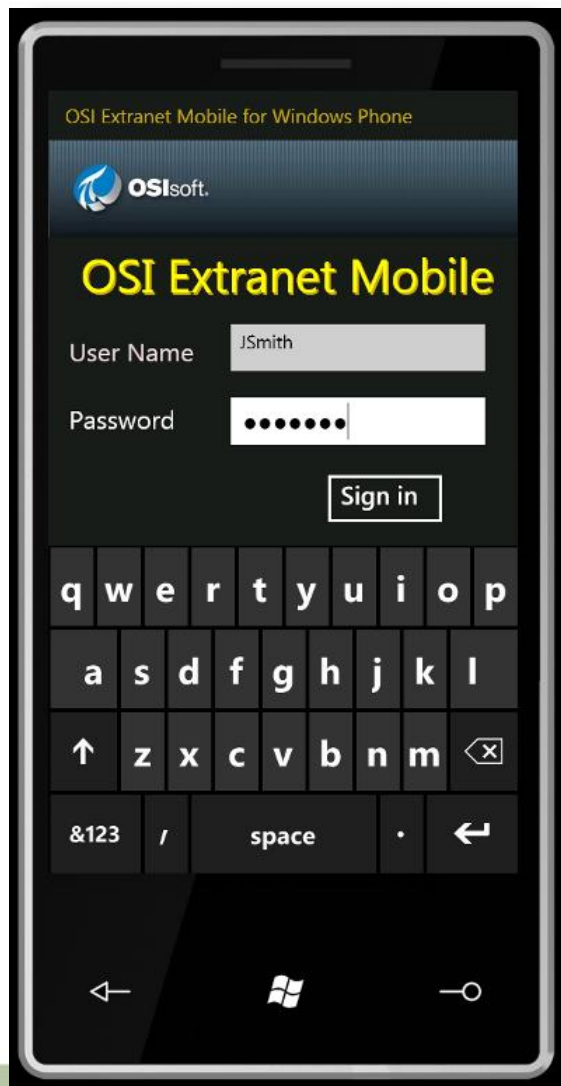 OSI Extranet Mobile for Windows Phone
OSIsoft.
OSI Extranet Mobile
User Name JSmith
Password •••••••
Sign in
q w e r t y u i o p
a s d f g h j k l
z x c v b n m
&123 , space .